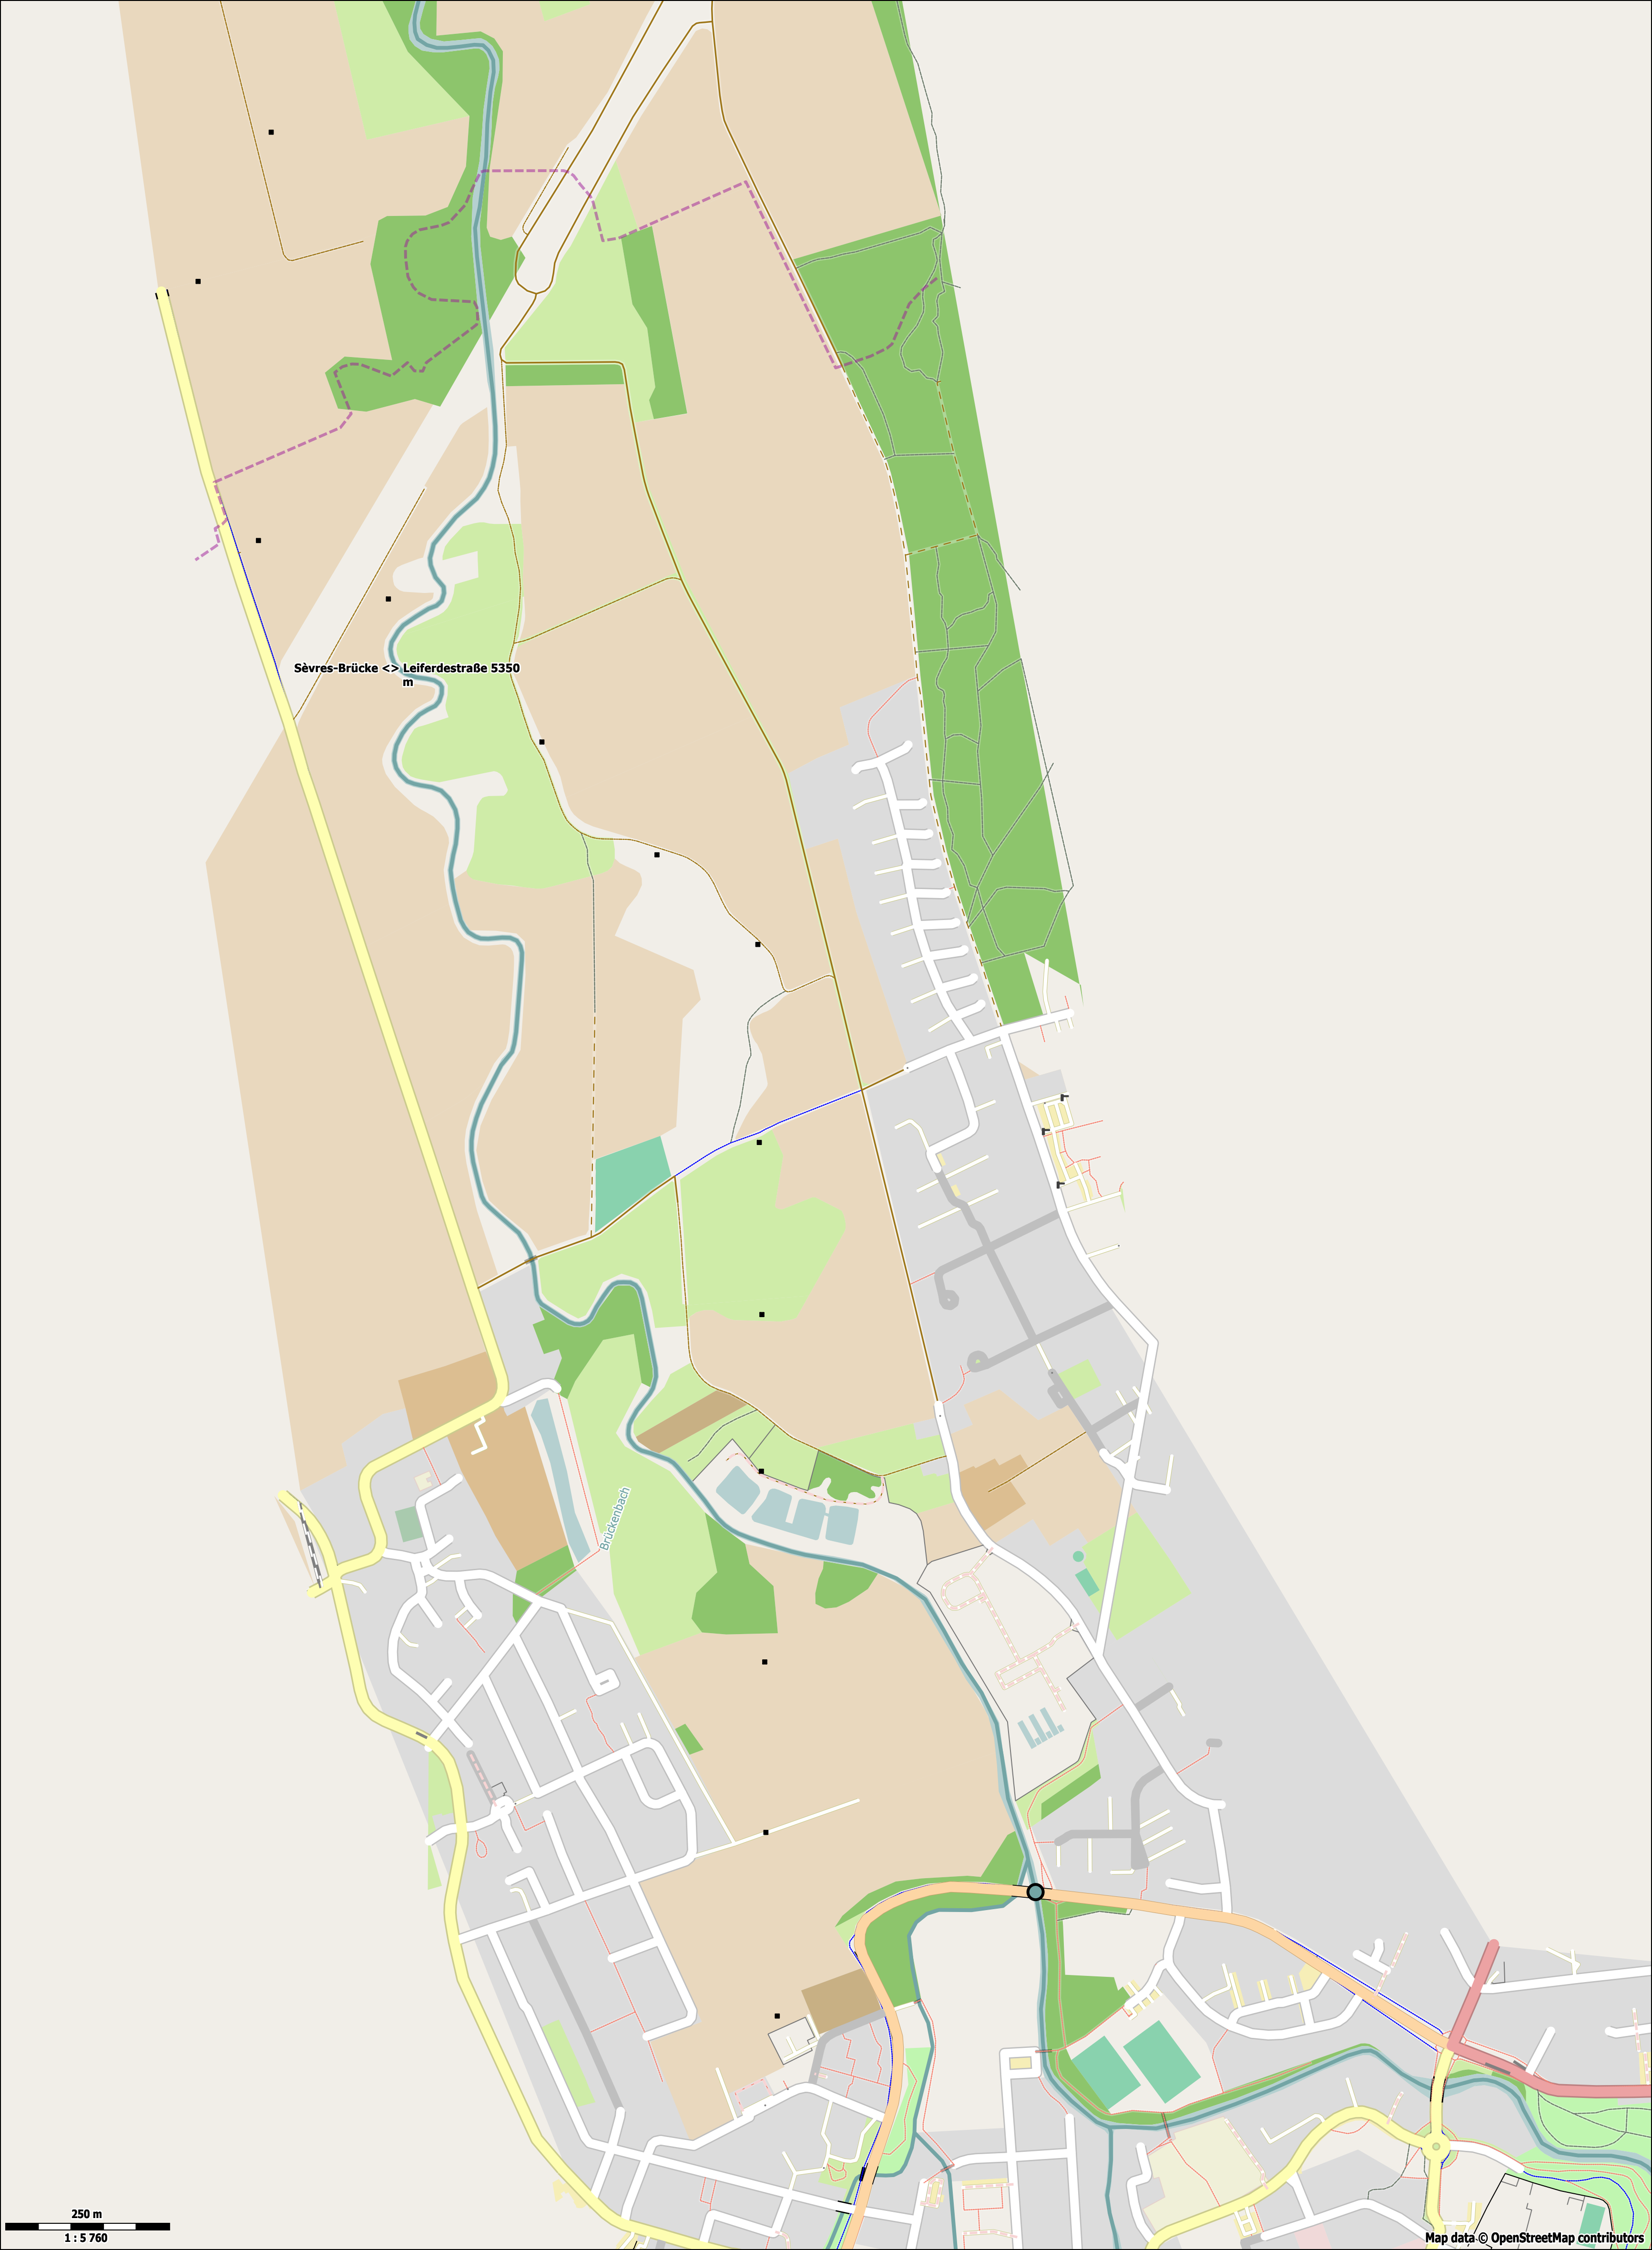 Sèvres-Brücke <> Leiferdestraße 5350
m
Brückenbach
250 m
1 : 5 760
Map data © OpenStreetMap contributors